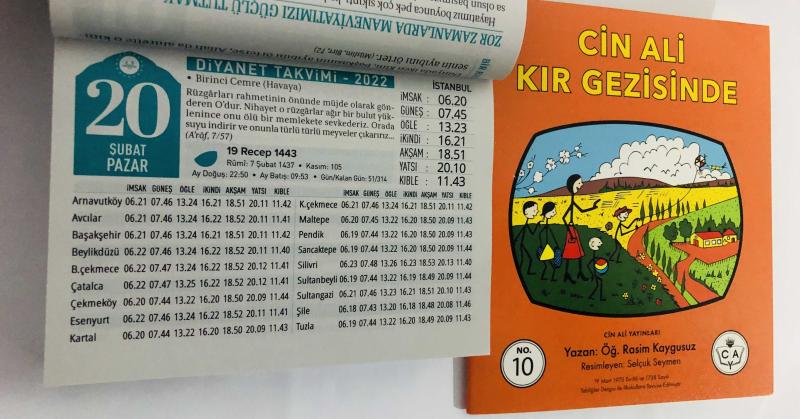 ZOR ZAMANLARDA MANEVİYATIMIZI GÜÇLÜ TUTMAK
DİYANET TAKVİMİ - 2022
20
ŞUBAT
PAZAR
• Birinci Cemre (Havaya)
Rüzgârları rahmetinin önünde müjde olarak gön-
deren O'dur. Nihayet o rüzgârlar ağır bir bulut yük-
lenince onu ölü bir memlekete sevkederiz. Orada
suyu indirir ve onunla türlü türlü meyveler çıkarırız...
(A'râf, 7/57)
19 Recep 1443
Rûmî: 7 Şubat 1437 • Kasım: 105
Ay Doğuş: 22:50 • Ay Batış: 09:53 • Gün/Kalan Gün: 51/314
İSTANBUL
İMSAK : 06.20
GÜNEŞ : 07.45
ÖĞLE : 13.23
İKİNDİ : 16.21
AKŞAM : 18.51
YATSI : 20.10
KIBLE : 11.43
İMSAK GÜNEŞ ÖĞLE İKİNDİ AKŞAM YATSI KIBLE
Arnavutköy 06.21 07.46 13.24 16.21 18.51 20.11 11.42
Avcılar 06.21 07.46 13.24 16.22 18.52 20.11 11.41
Başakşehir 06.21 07.46 13.24 16.21 18.51 20.11 11.42
Beylikdüzü 06.22 07.46 13.24 16.22 18.52 20.11 11.41
B.çekmece 06.22 07.47 13.24 16.22 18.52 20.12 11.41
Çatalca 06.22 07.47 13.25 16.22 18.52 20.12 11.41
Çekmeköy 06.20 07.44 13.22 16.20 18.50 20.09 11.44
Esenyurt 06.21 07.46 13.24 16.22 18.52 20.11 11.41
Kartal 06.20 07.44 13.22 16.20 18.50 20.09 11.43
İMSAK GÜNEŞ ÖĞLE İKİNDİ AKŞAM YATSI KIBLE
K.çekmece 06.21 07.46 13.24 16.21 18.51 20.11 11.42
Maltepe 06.20 07.45 13.22 16.20 18.50 20.09 11.43
Pendik 06.19 07.44 13.22 16.20 18.50 20.09 11.43
Sancaktepe 06.19 07.44 13.22 16.20 18.50 20.09 11.43
Silivri 06.23 07.48 13.26 16.23 18.53 20.13 11.40
Sultanbeyli 06.19 07.44 13.22 16.19 18.49 20.09 11.43
Sultangazi 06.21 07.46 13.23 16.21 18.51 20.10 11.43
Şile 06.18 07.43 13.20 16.18 18.48 20.08 11.46
Tuzla 06.19 07.44 13.22 16.20 18.49 20.09 11.43
CİN ALİ
KIR GEZİSİNDE
CİN ALİ YAYINLARI
Yazan: Öğ. Rasim Kaygusuz
Resimleyen: Selçuk Seymen
NO.
10
C A
Y